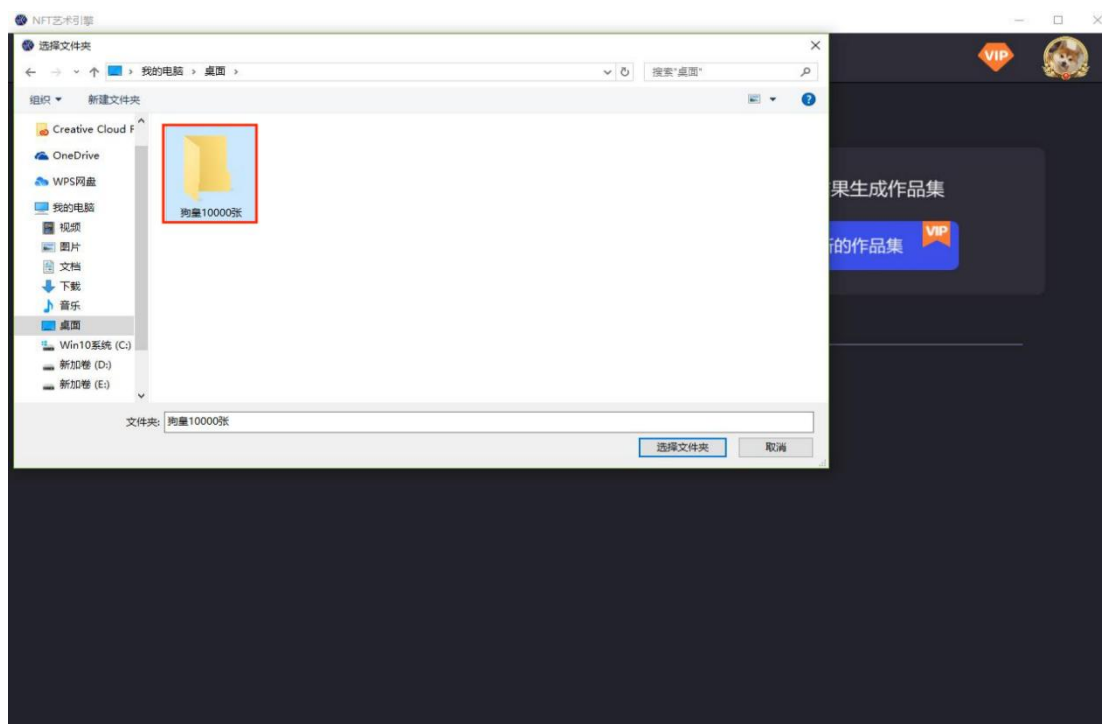 NFT艺术引擎
选择文件夹
VIP
我的电脑 › 桌面 ›
搜索"桌面"
组织
新建文件夹
Creative Cloud F
OneDrive
WPS网盘
我的电脑
视频
图片
文档
下载
音乐
桌面
Win10系统 (C:)
新加卷 (D:)
新加卷 (E:)
狗量10000张
果生成作品集
新的作品集
VIP
文件夹: 狗量10000张
选择文件夹
取消